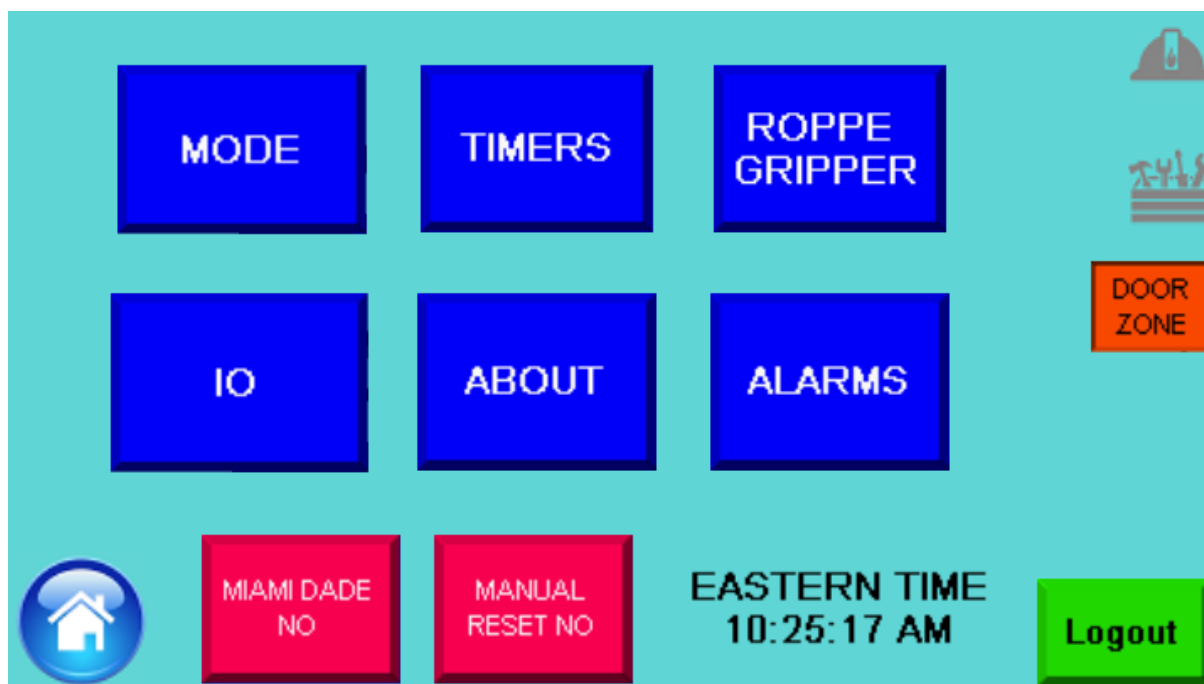 MODE
TIMERS
ROPPE
GRIPPER
DOOR
ZONE
IO
ABOUT
ALARMS
MIAMI DADE
NO
MANUAL
RESET NO
EASTERN TIME
10:25:17 AM
Logout